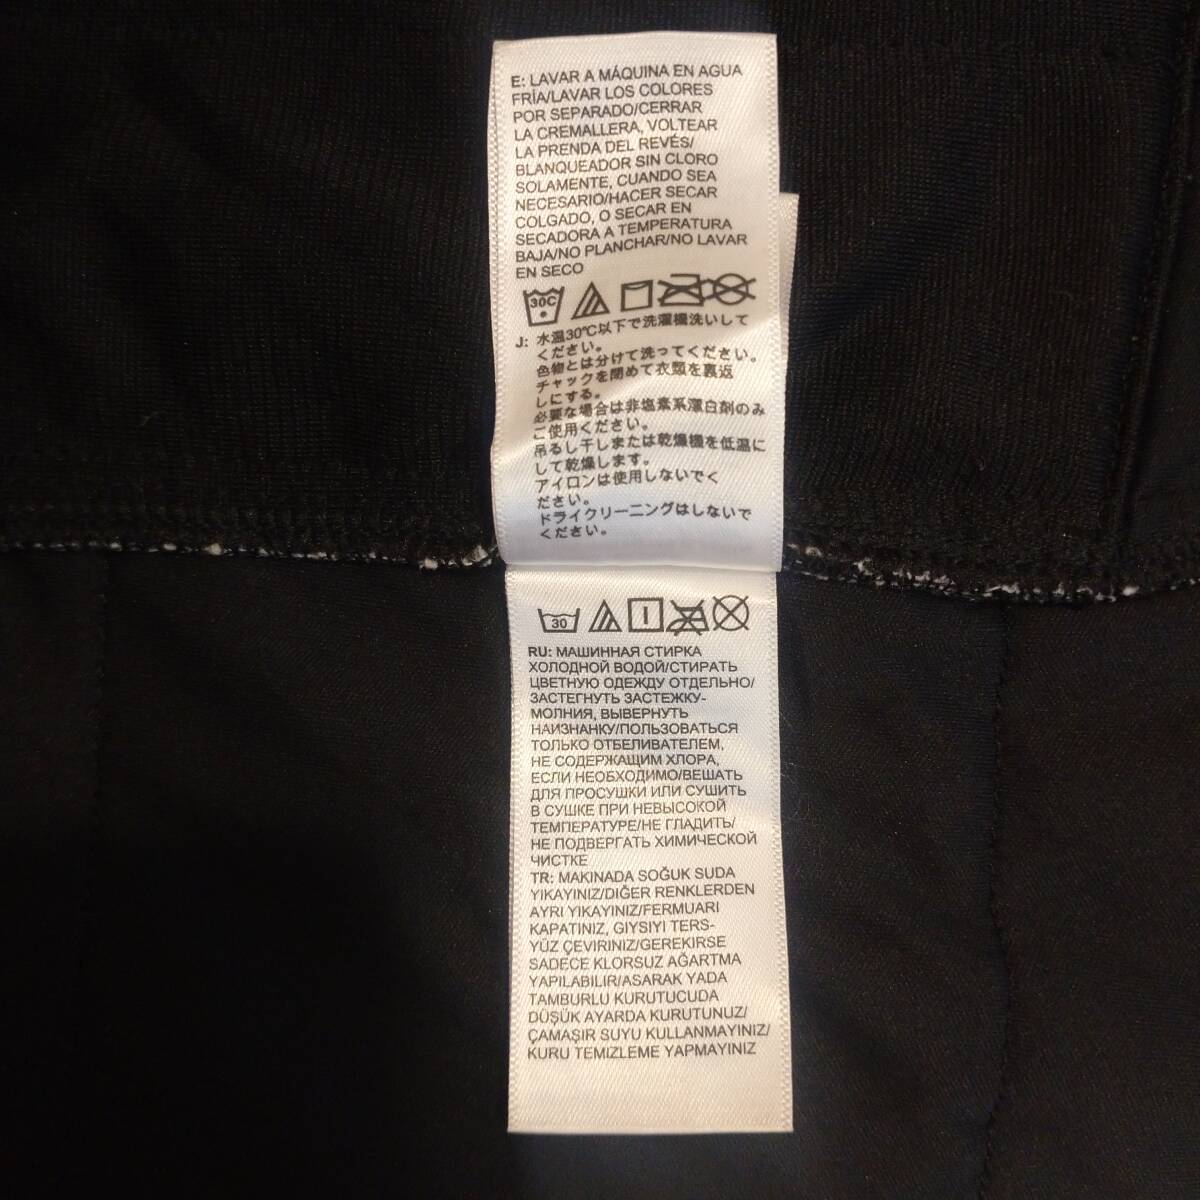 E: LAVAR A MÁQUINA EN AGUA
FRÍA/LAVAR LOS COLORES
POR SEPARADO/CERRAR
LA CREMALLERA, VOLTEAR
LA PRENDA DEL REVÉS/
BLANQUEADOR SIN CLORO
SOLAMENTE, CUANDO SEA
NECESARIO/HACER SECAR
COLGADO, O SECAR EN
SECADORA A TEMPERATURA
BAJA/NO PLANCHAR/NO LAVAR
EN SECO
30C
J: 水温30℃以下で洗濯機洗いして
ください。
色物とは分けて洗ってください。
チャックを閉めて衣類を裏返
しにする。
必要な場合は非塩素系漂白剤のみ
ご使用ください。
吊るし干しまたは乾燥機を低温に
して乾燥します。
アイロンは使用しないでく
ださい。
ドライクリーニングはしないで
ください。
30
RU: МАШИННАЯ СТИРКА
ХОЛОДНОЙ ВОДОЙ/СТИРАТЬ
ЦВЕТНУЮ ОДЕЖДУ ОТДЕЛЬНО/
ЗАСТЕГНУТЬ ЗАСТЕЖКУ-
МОЛНИЯ, ВЫВЕРНУТЬ
НАИЗНАНКУ/ПОЛЬЗОВАТЬСЯ
ТОЛЬКО ОТБЕЛИВАТЕЛЕМ,
НЕ СОДЕРЖАЩИМ ХЛОРА,
ЕСЛИ НЕОБХОДИМО/ВЕШАТЬ
ДЛЯ ПРОСУШКИ ИЛИ СУШИТЬ
В СУШКЕ ПРИ НЕВЫСОКОЙ
ТЕМПЕРАТУРЕ/НЕ ГЛАДИТЬ/
НЕ ПОДВЕРГАТЬ ХИМИЧЕСКОЙ
ЧИСТКЕ
TR: MAKINADA SOĞUK SUDA
YIKAYINIZ/DIĞER RENKLERDEN
AYRI YIKAYINIZ/FERMUARI
KAPATINIZ, GIYSIYI TERS-
YÜZ ÇEVIRINIZ/GEREKIRSE
SADECE KLORSUZ AĞARTMA
YAPILABILIR/ASARAK YADA
TAMBURLU KURUTUCUDA
DÜŞÜK AYARDA KURUTUNUZ/
ÇAMAŞIR SUYU KULLANMAYINIZ/
KURU TEMIZLEME YAPMAYINIZ